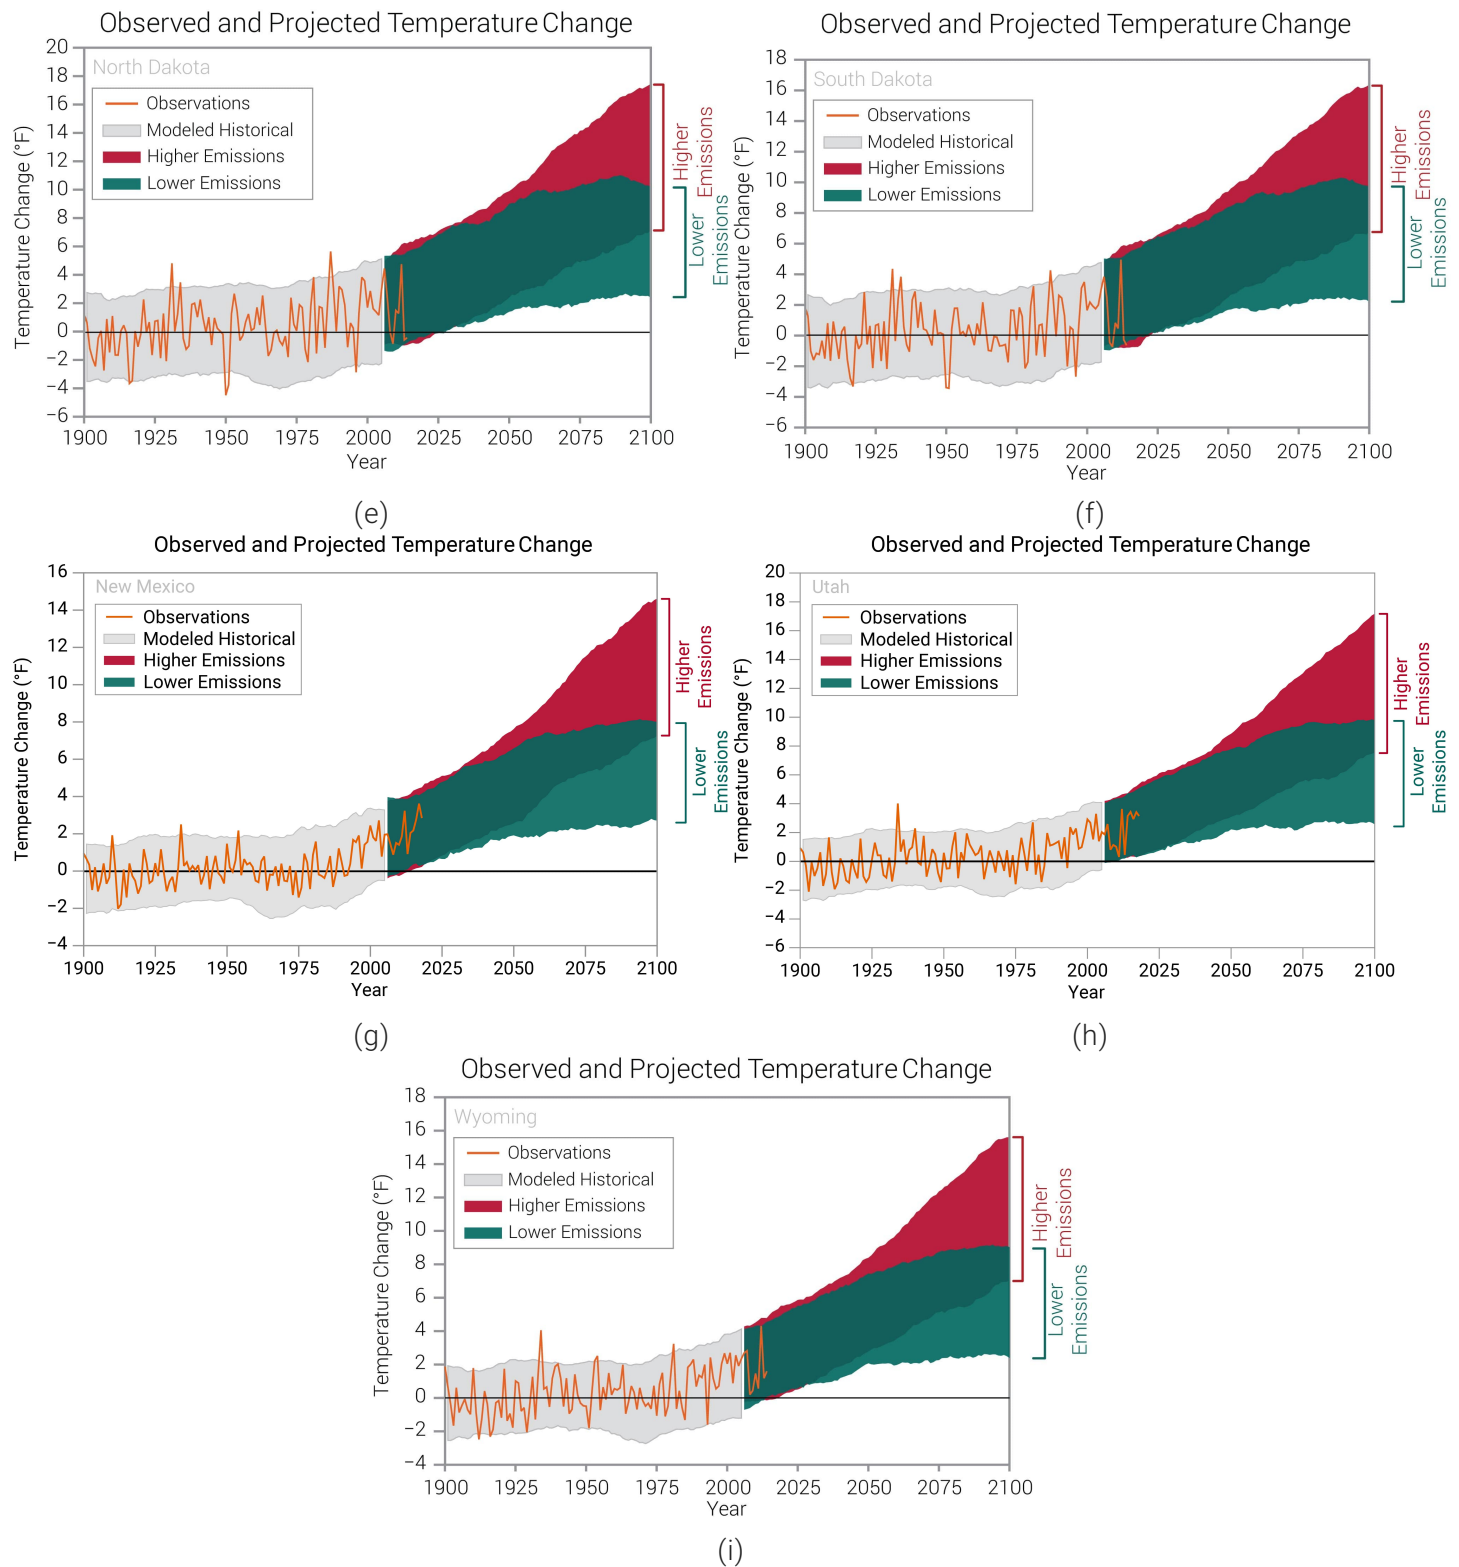 Observed and Projected Temperature Change
North Dakota
Observations
Modeled Historical
Higher Emissions
Lower Emissions
Temperature Change (°F)
20
18
16
14
12
10
8
6
4
2
0
−2
−4
−6
1900 1925 1950 1975 2000 2025 2050 2075 2100
Year
Higher
Emissions
Lower
Emissions
(e)
Observed and Projected Temperature Change
South Dakota
Observations
Modeled Historical
Higher Emissions
Lower Emissions
Temperature Change (°F)
18
16
14
12
10
8
6
4
2
0
−2
−4
−6
1900 1925 1950 1975 2000 2025 2050 2075 2100
Year
Higher
Emissions
Lower
Emissions
(f)
Observed and Projected Temperature Change
New Mexico
Observations
Modeled Historical
Higher Emissions
Lower Emissions
Temperature Change (°F)
16
14
12
10
8
6
4
2
0
−2
−4
1900 1925 1950 1975 2000 2025 2050 2075 2100
Year
Higher
Emissions
Lower
Emissions
(g)
Observed and Projected Temperature Change
Utah
Observations
Modeled Historical
Higher Emissions
Lower Emissions
Temperature Change (°F)
20
18
16
14
12
10
8
6
4
2
0
−2
−4
−6
1900 1925 1950 1975 2000 2025 2050 2075 2100
Year
Higher
Emissions
Lower
Emissions
(h)
Observed and Projected Temperature Change
Wyoming
Observations
Modeled Historical
Higher Emissions
Lower Emissions
Temperature Change (°F)
18
16
14
12
10
8
6
4
2
0
−2
−4
1900 1925 1950 1975 2000 2025 2050 2075 2100
Year
Higher
Emissions
Lower
Emissions
(i)